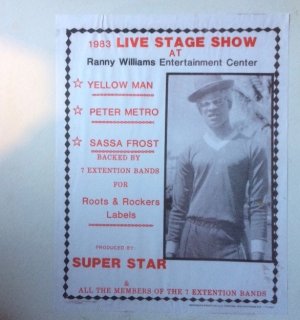 1983 LIVE STAGE SHOW
AT
Ranny Williams Entertainment Center
YELLOW MAN
PETER METRO
SASSA FROST
BACKED BY
7 EXTENTION BANDS
FOR
Roots & Rockers
Labels
PRODUCED BY
SUPER STAR
&
ALL THE MEMBERS OF THE 7 EXTENTION BANDS